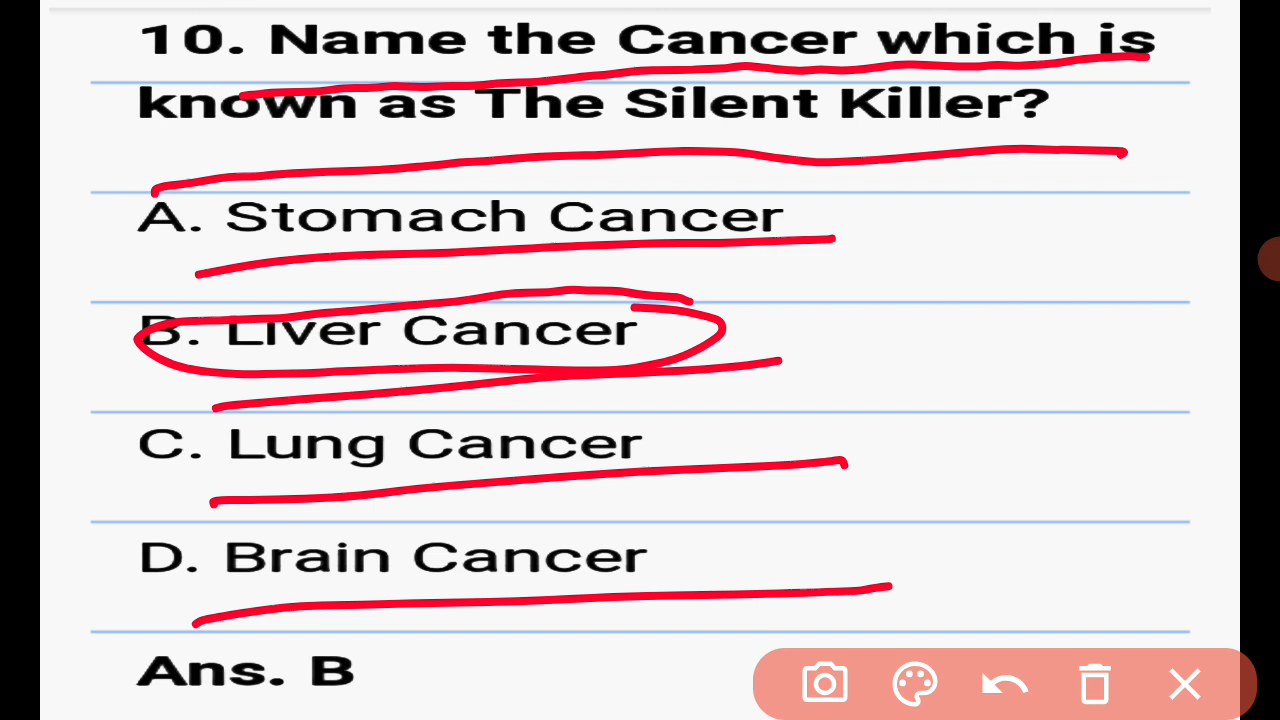 10. Name the Cancer which is
known as The Silent Killer?
A. Stomach Cancer
B. Liver Cancer
C. Lung Cancer
D. Brain Cancer
Ans. B